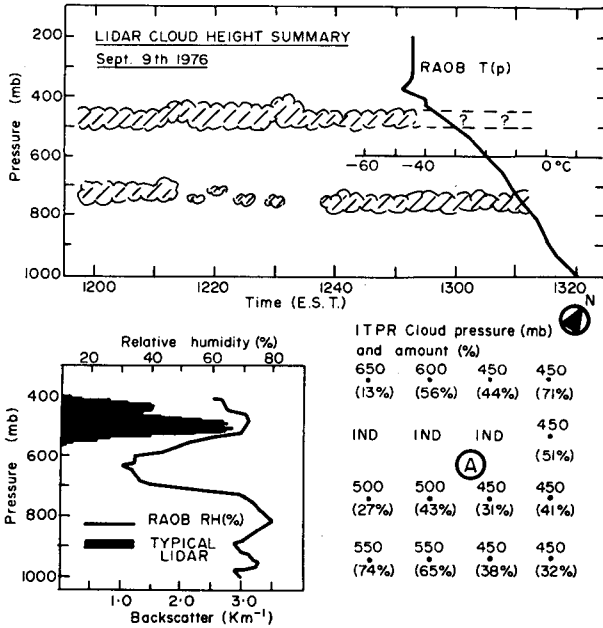 LIDAR CLOUD HEIGHT SUMMARY
Sept. 9th 1976
RAOB T(p)
Pressure (mb)
200
400
600
800
1000
? ?
-60 -40 0°C
1200 1220 1240 1300 1320
Time (E.S.T.)
N
Relative humidity (%)
20 40 60 80
Pressure (mb)
400
600
800
1000
RAOB RH(%)
TYPICAL
LIDAR
1.0 2.0 3.0
Backscatter (Km⁻¹)
ITPR Cloud pressure (mb)
and amount (%)
650 600 450 450
(13%) (56%) (44%) (71%)
IND IND IND 450
(51%)
A
500 500 450 450
(27%) (43%) (31%) (41%)
550 550 450 450
(74%) (65%) (38%) (32%)